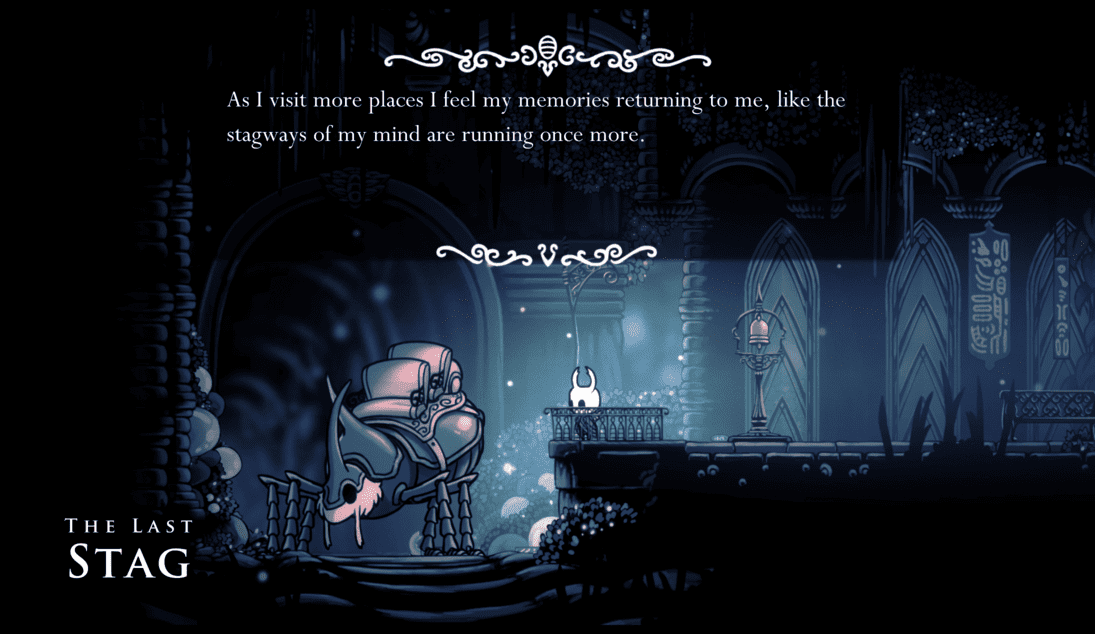 As I visit more places I feel my memories returning to me, like the
stagways of my mind are running once more.
THE LAST
STAG